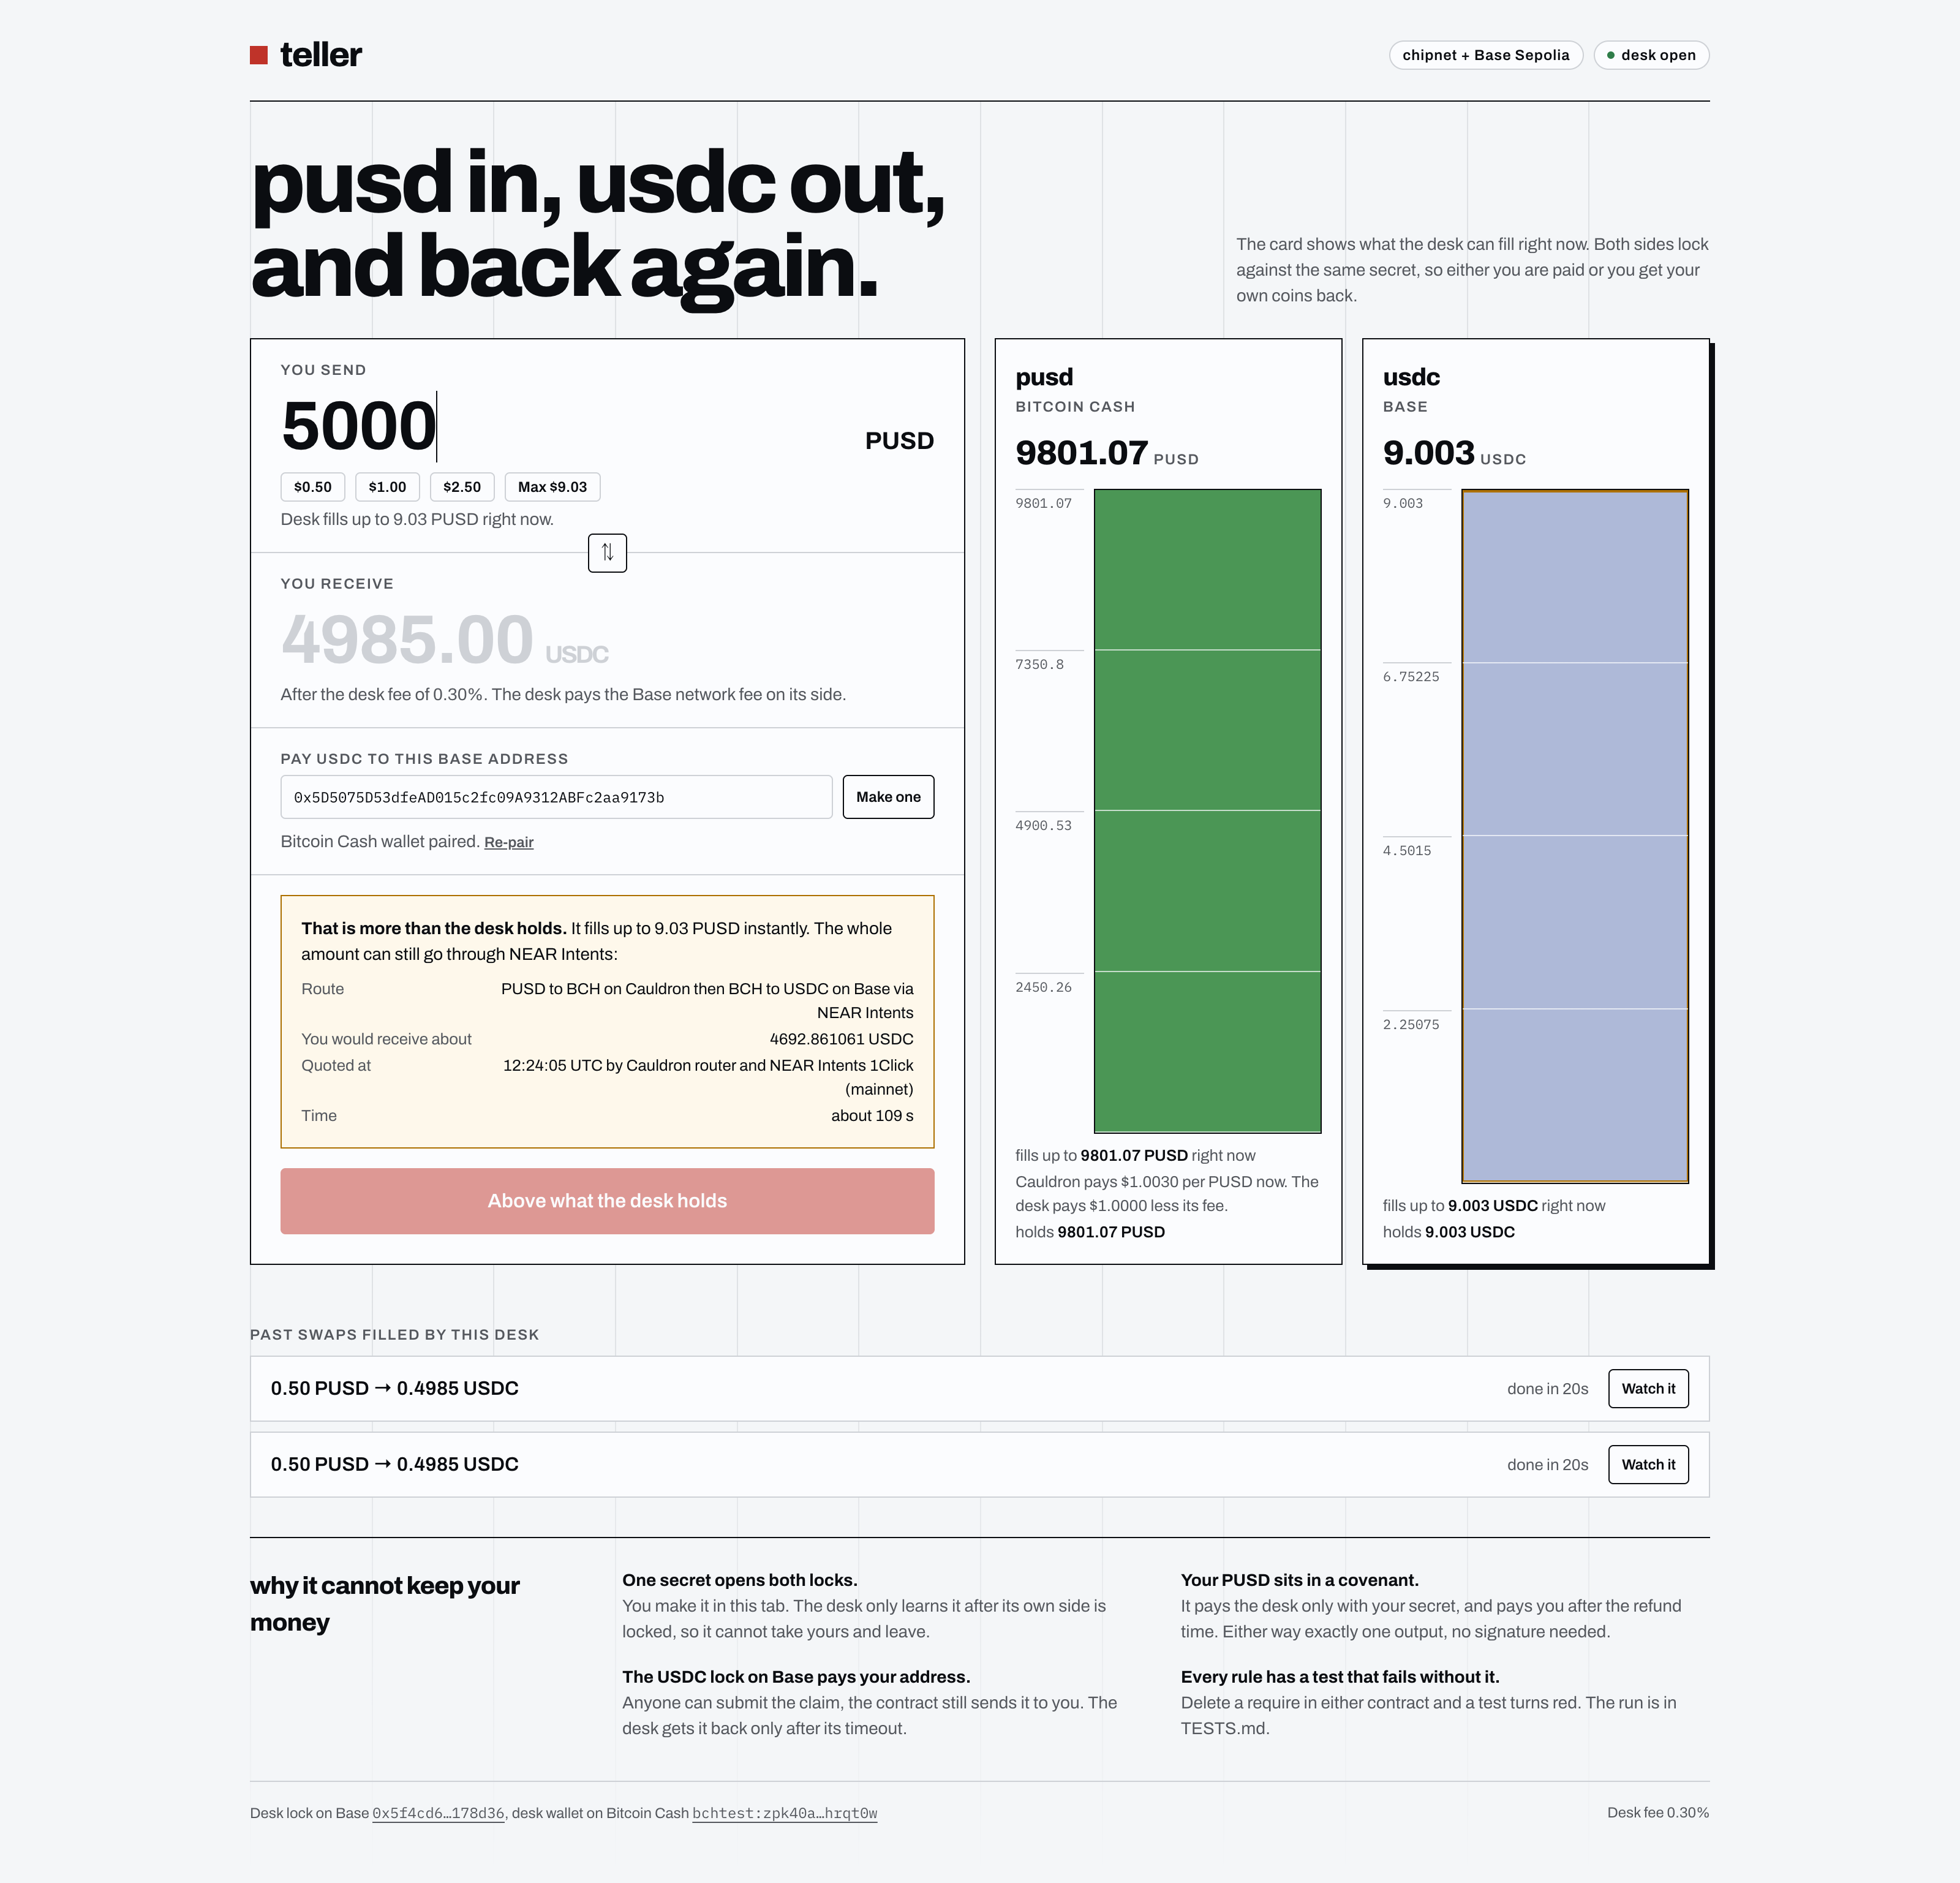 teller
chipnet + Base Sepolia
desk open
pusd in, usdc out,
and back again.
The card shows what the desk can fill right now. Both sides lock
against the same secret, so either you are paid or you get your
own coins back.
YOU SEND
5000
PUSD
$0.50
$1.00
$2.50
Max $9.03
Desk fills up to 9.03 PUSD right now.
YOU RECEIVE
4985.00 USDC
After the desk fee of 0.30%. The desk pays the Base network fee on its side.
PAY USDC TO THIS BASE ADDRESS
0x5D5075D53dfeAD015c2fc09A9312ABFc2aa9173b
Make one
Bitcoin Cash wallet paired. Re-pair
That is more than the desk holds. It fills up to 9.03 PUSD instantly. The whole
amount can still go through NEAR Intents:
Route
PUSD to BCH on Cauldron then BCH to USDC on Base via
NEAR Intents
You would receive about
4692.861061 USDC
Quoted at
12:24:05 UTC by Cauldron router and NEAR Intents 1Click
(mainnet)
Time
about 109 s
Above what the desk holds
pusd
BITCOIN CASH
9801.07 PUSD
9801.07
7350.8
4900.53
2450.26
fills up to 9801.07 PUSD right now
Cauldron pays $1.0030 per PUSD now. The
desk pays $1.0000 less its fee.
holds 9801.07 PUSD
usdc
BASE
9.003 USDC
9.003
6.75225
4.5015
2.25075
fills up to 9.003 USDC right now
holds 9.003 USDC
PAST SWAPS FILLED BY THIS DESK
0.50 PUSD → 0.4985 USDC
done in 20s
Watch it
0.50 PUSD → 0.4985 USDC
done in 20s
Watch it
why it cannot keep your
money
One secret opens both locks.
You make it in this tab. The desk only learns it after its own side is
locked, so it cannot take yours and leave.
The USDC lock on Base pays your address.
Anyone can submit the claim, the contract still sends it to you. The
desk gets it back only after its timeout.
Your PUSD sits in a covenant.
It pays the desk only with your secret, and pays you after the refund
time. Either way exactly one output, no signature needed.
Every rule has a test that fails without it.
Delete a require in either contract and a test turns red. The run is in
TESTS.md.
Desk lock on Base 0x5f4cd6…178d36, desk wallet on Bitcoin Cash bchtest:zpk40a…hrqt0w
Desk fee 0.30%